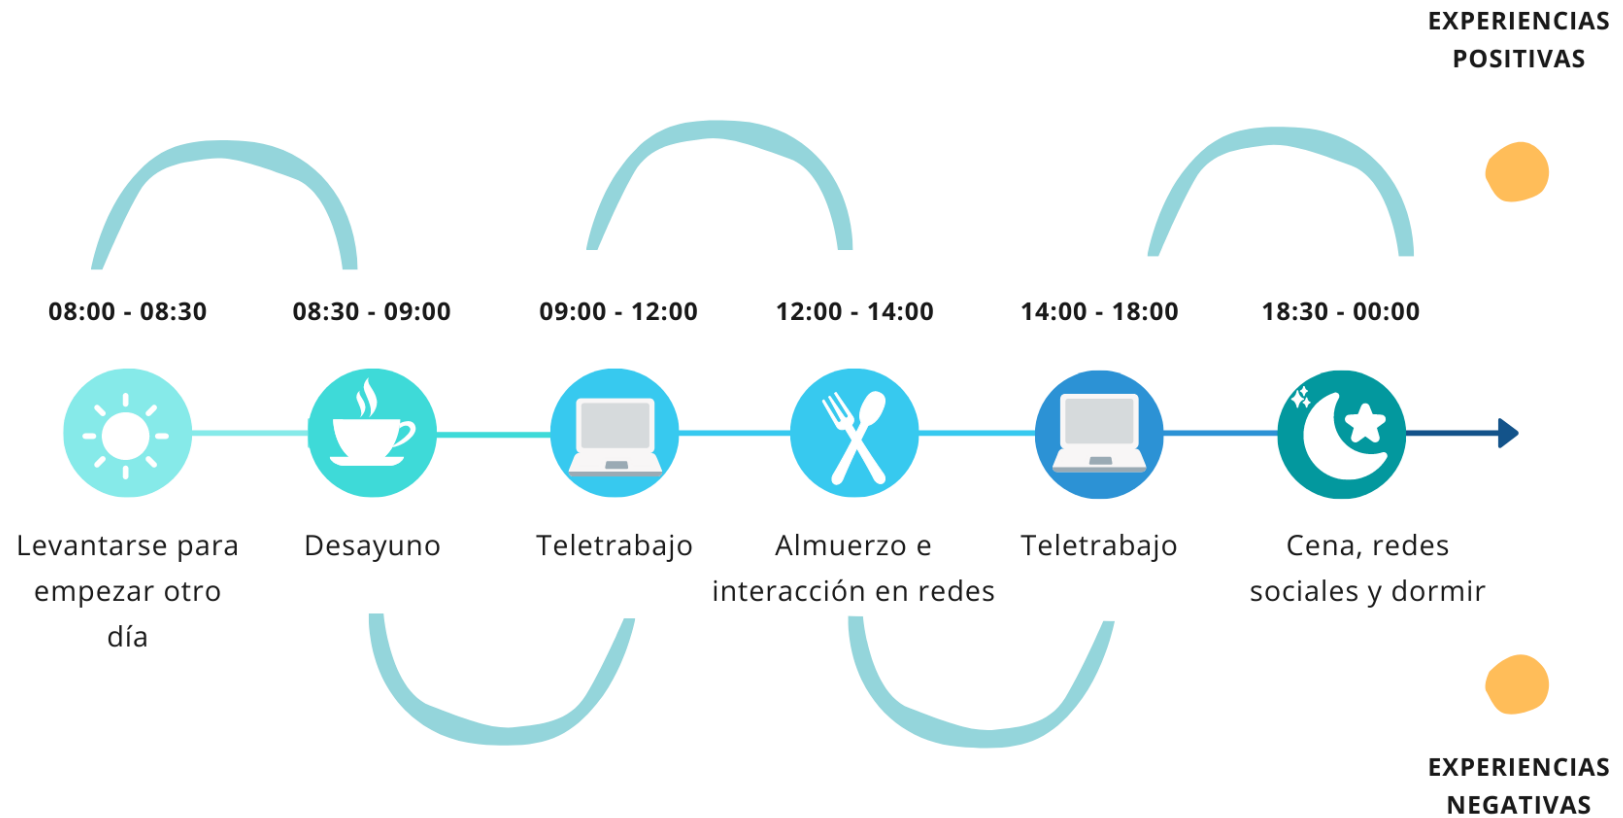 EXPERIENCIAS
POSITIVAS
08:00 - 08:30
08:30 - 09:00
09:00 - 12:00
12:00 - 14:00
14:00 - 18:00
18:30 - 00:00
Levantarse para
empezar otro
día
Desayuno
Teletrabajo
Almuerzo e
interacción en redes
Teletrabajo
Cena, redes
sociales y dormir
EXPERIENCIAS
NEGATIVAS